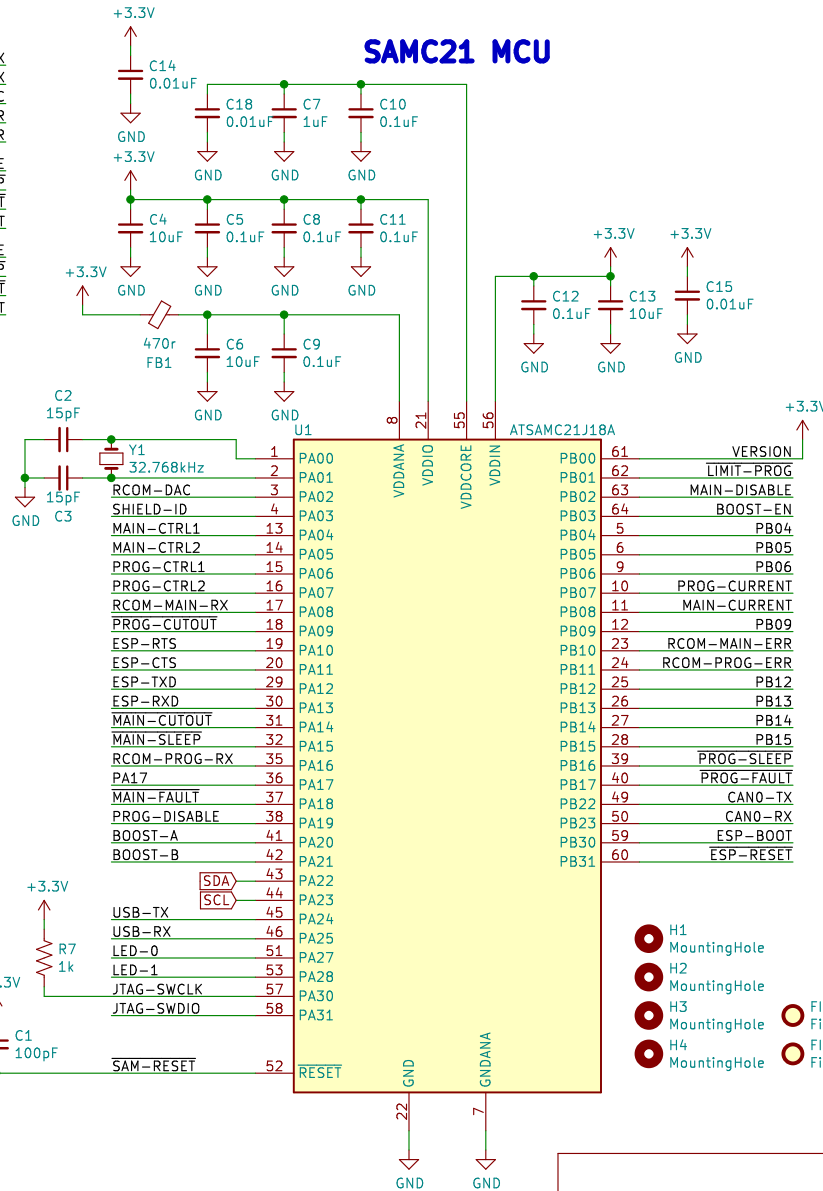 SAMC21 MCU
+3.3V
C14
0.01uF
GND
C18
0.01uF
GND
C7
1uF
GND
C10
0.1uF
GND
+3.3V
C4
10uF
GND
C5
0.1uF
GND
C8
0.1uF
GND
C11
0.1uF
GND
+3.3V
470r
FB1
C6
10uF
GND
C9
0.1uF
GND
+3.3V
C12
0.1uF
GND
C13
10uF
GND
+3.3V
C15
0.01uF
GND
C2
15pF
Y1
32.768kHz
15pF
C3
GND
U1
ATSAMC21J18A
8 VDDANA
21 VDDIO
55 VDDCORE
56 VDDIN
1 PA00
2 PA01
RCOM-DAC 3 PA02
SHIELD-ID 4 PA03
MAIN-CTRL1 13 PA04
MAIN-CTRL2 14 PA05
PROG-CTRL1 15 PA06
PROG-CTRL2 16 PA07
RCOM-MAIN-RX 17 PA08
PROG-CUTOUT 18 PA09
ESP-RTS 19 PA10
ESP-CTS 20 PA11
ESP-TXD 29 PA12
ESP-RXD 30 PA13
MAIN-CUTOUT 31 PA14
MAIN-SLEEP 32 PA15
RCOM-PROG-RX 35 PA16
PA17 36 PA17
MAIN-FAULT 37 PA18
PROG-DISABLE 38 PA19
BOOST-A 41 PA20
BOOST-B 42 PA21
SDA 43 PA22
SCL 44 PA23
USB-TX 45 PA24
USB-RX 46 PA25
LED-0 51 PA27
LED-1 53 PA28
JTAG-SWCLK 57 PA30
JTAG-SWDIO 58 PA31
SAM-RESET 52 RESET
+3.3V
PB00 61 VERSION
PB01 62 LIMIT-PROG
PB02 63 MAIN-DISABLE
PB03 64 BOOST-EN
PB04 5 PB04
PB05 6 PB05
PB06 9 PB06
PB07 10 PROG-CURRENT
PB08 11 MAIN-CURRENT
PB09 12 PB09
PB10 23 RCOM-MAIN-ERR
PB11 24 RCOM-PROG-ERR
PB12 25 PB12
PB13 26 PB13
PB14 27 PB14
PB15 28 PB15
PB16 39 PROG-SLEEP
PB17 40 PROG-FAULT
PB22 49 CAN0-TX
PB23 50 CAN0-RX
PB30 59 ESP-BOOT
PB31 60 ESP-RESET
+3.3V
R7
1k
C1
100pF
GND 22
GND
GNDANA 7
GND
H1
MountingHole
H2
MountingHole
H3
MountingHole
H4
MountingHole